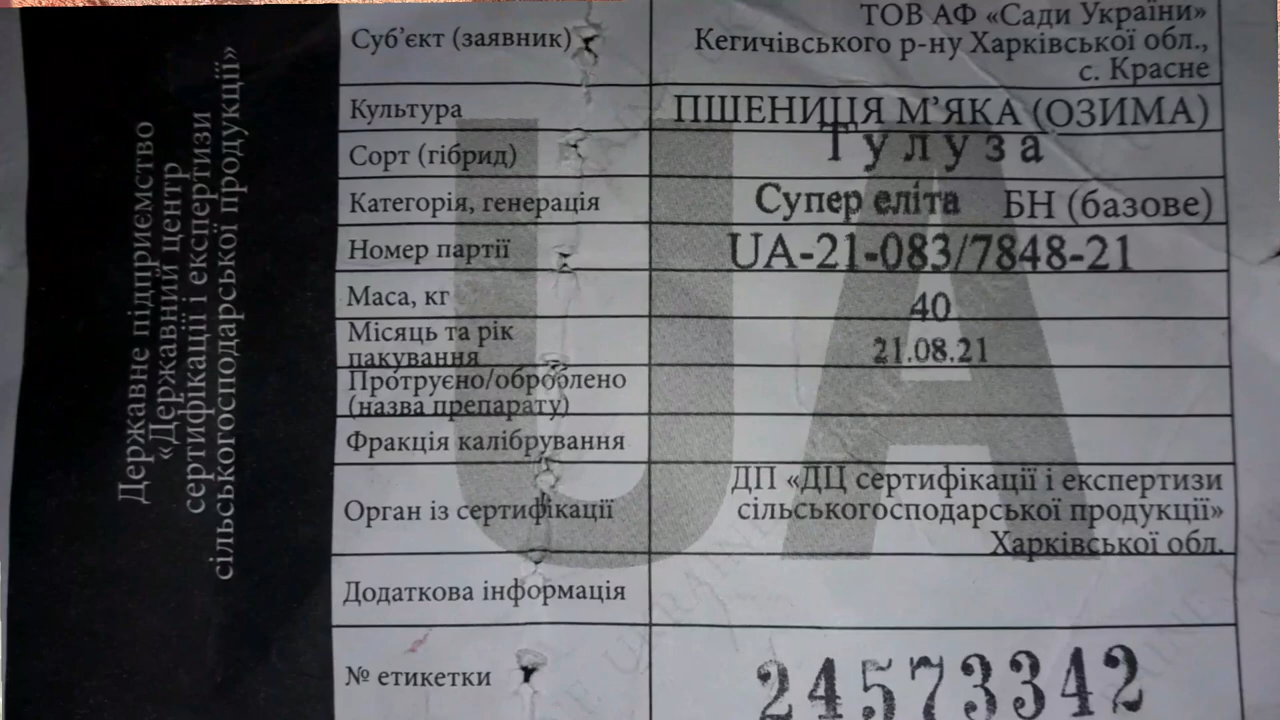 Державне підприємство
«Державний центр
сертифікації і експертизи
сільськогосподарської продукції»
Суб'єкт (заявник)
ТОВ АФ «Сади України»
Кегичівського р-ну Харківської обл.,
с. Красне
Культура
ПШЕНИЦЯ М'ЯКА (ОЗИМА)
Сорт (гібрид)
Тулуза
Категорія, генерація
Супер еліта БН (базове)
Номер партії
UA-21-083/7848-21
Маса, кг
40
Місяць та рік
пакування
21.08.21
Протруєно/оброблено
(назва препарату)
Фракція калібрування
Орган із сертифікації
ДП «ДЦ сертифікації і експертизи
сільськогосподарської продукції»
Харківської обл.
Додаткова інформація
№ етикетки
24573342
UA